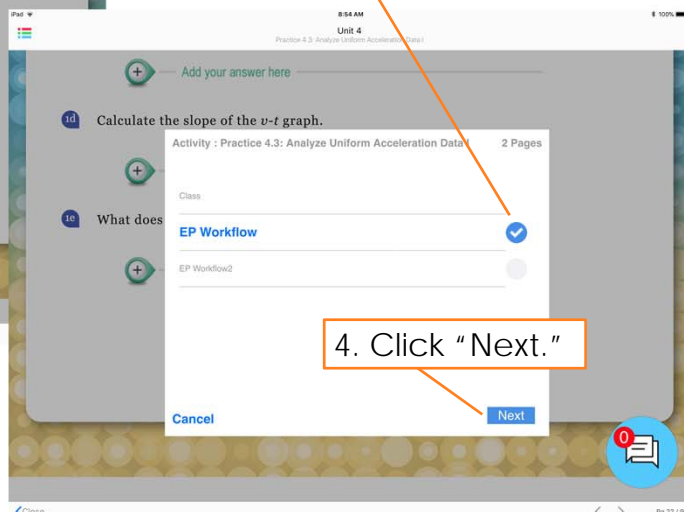 iPad
8:54 AM
100%
Unit 4
Practice 4.3: Analyze Uniform Acceleration Data I
Add your answer here
1d Calculate the slope of the v-t graph.
Activity : Practice 4.3: Analyze Uniform Acceleration Data I 2 Pages
Class
1e What does
EP Workflow
EP Workflow2
4. Click “Next.”
Cancel
Next
0
Close